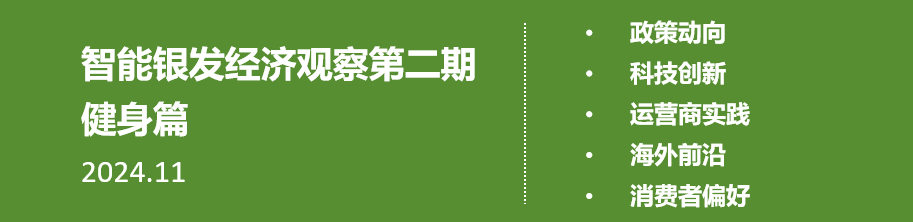 智能银发经济观察第二期
健身篇
2024.11
• 政策动向
• 科技创新
• 运营商实践
• 海外前沿
• 消费者偏好